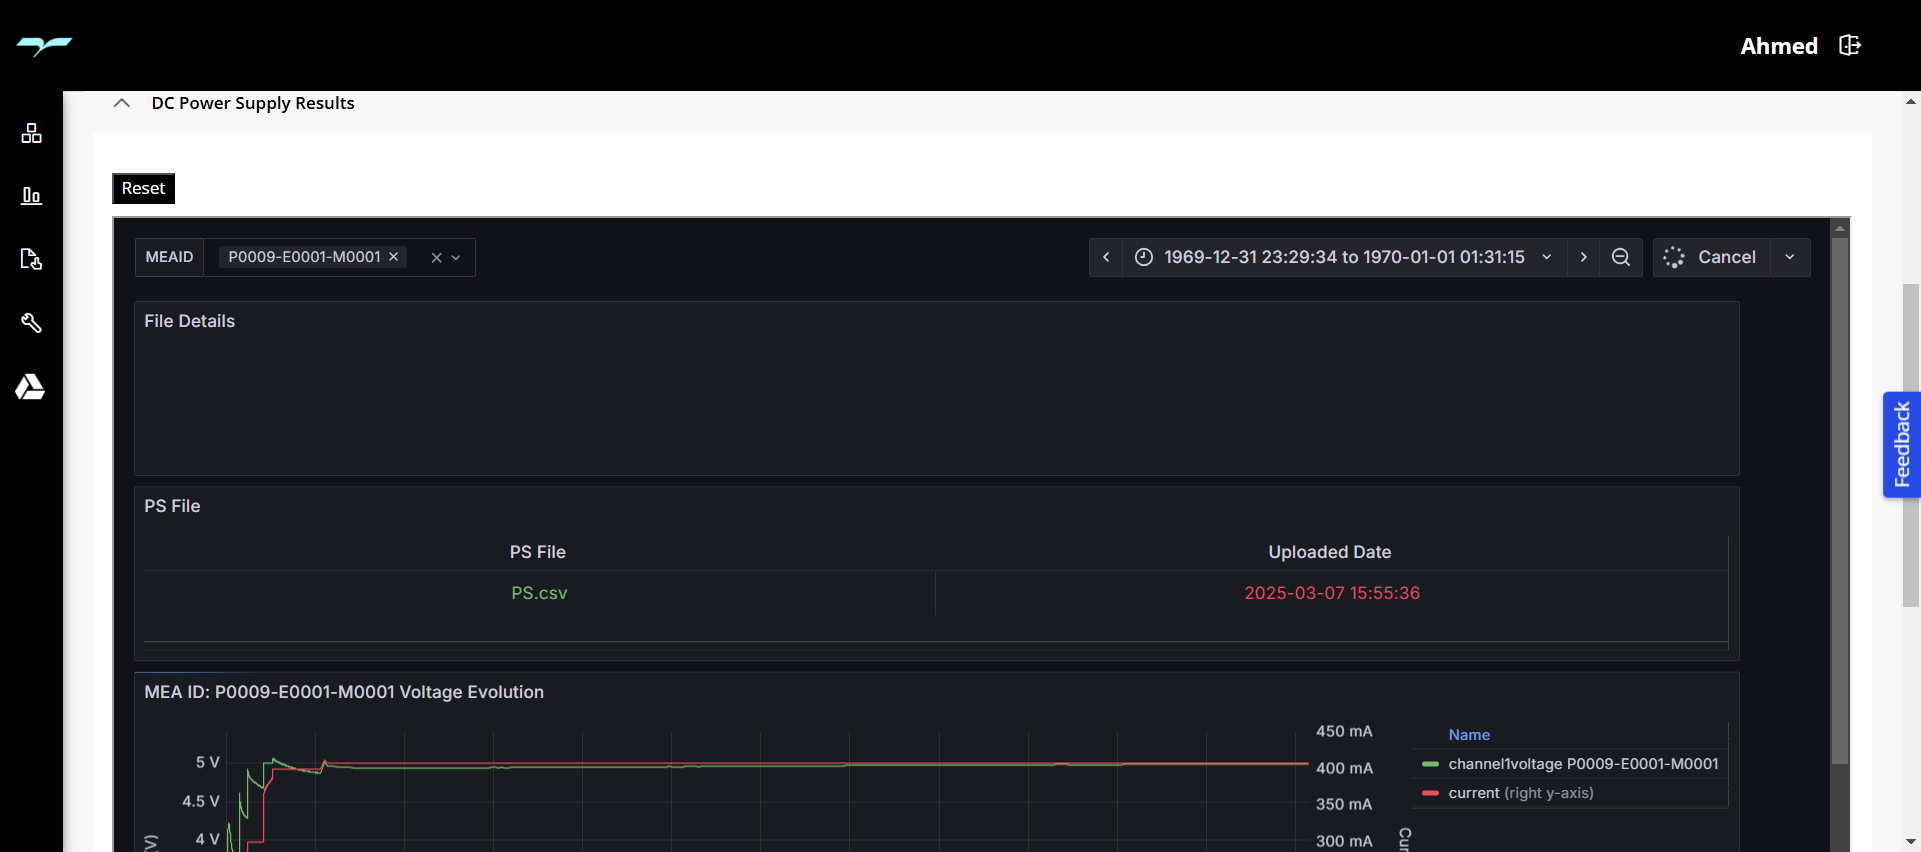 Ahmed
DC Power Supply Results
Reset
MEAID P0009-E0001-M0001
1969-12-31 23:29:34 to 1970-01-01 01:31:15
Cancel
File Details
PS File
PS File Uploaded Date
PS.csv 2025-03-07 15:55:36
MEA ID: P0009-E0001-M0001 Voltage Evolution
5 V
4.5 V
4 V
450 mA
400 mA
350 mA
300 mA
Name
channel1voltage P0009-E0001-M0001
current (right y-axis)
Feedback